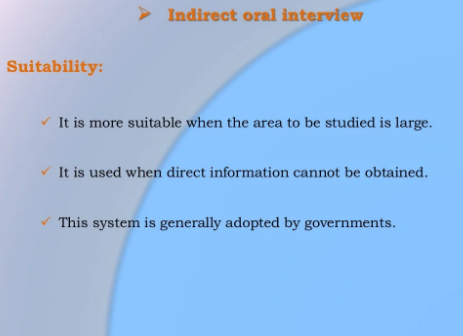 ➢ Indirect oral interview
Suitability:
✓ It is more suitable when the area to be studied is large.
✓ It is used when direct information cannot be obtained.
✓ This system is generally adopted by governments.